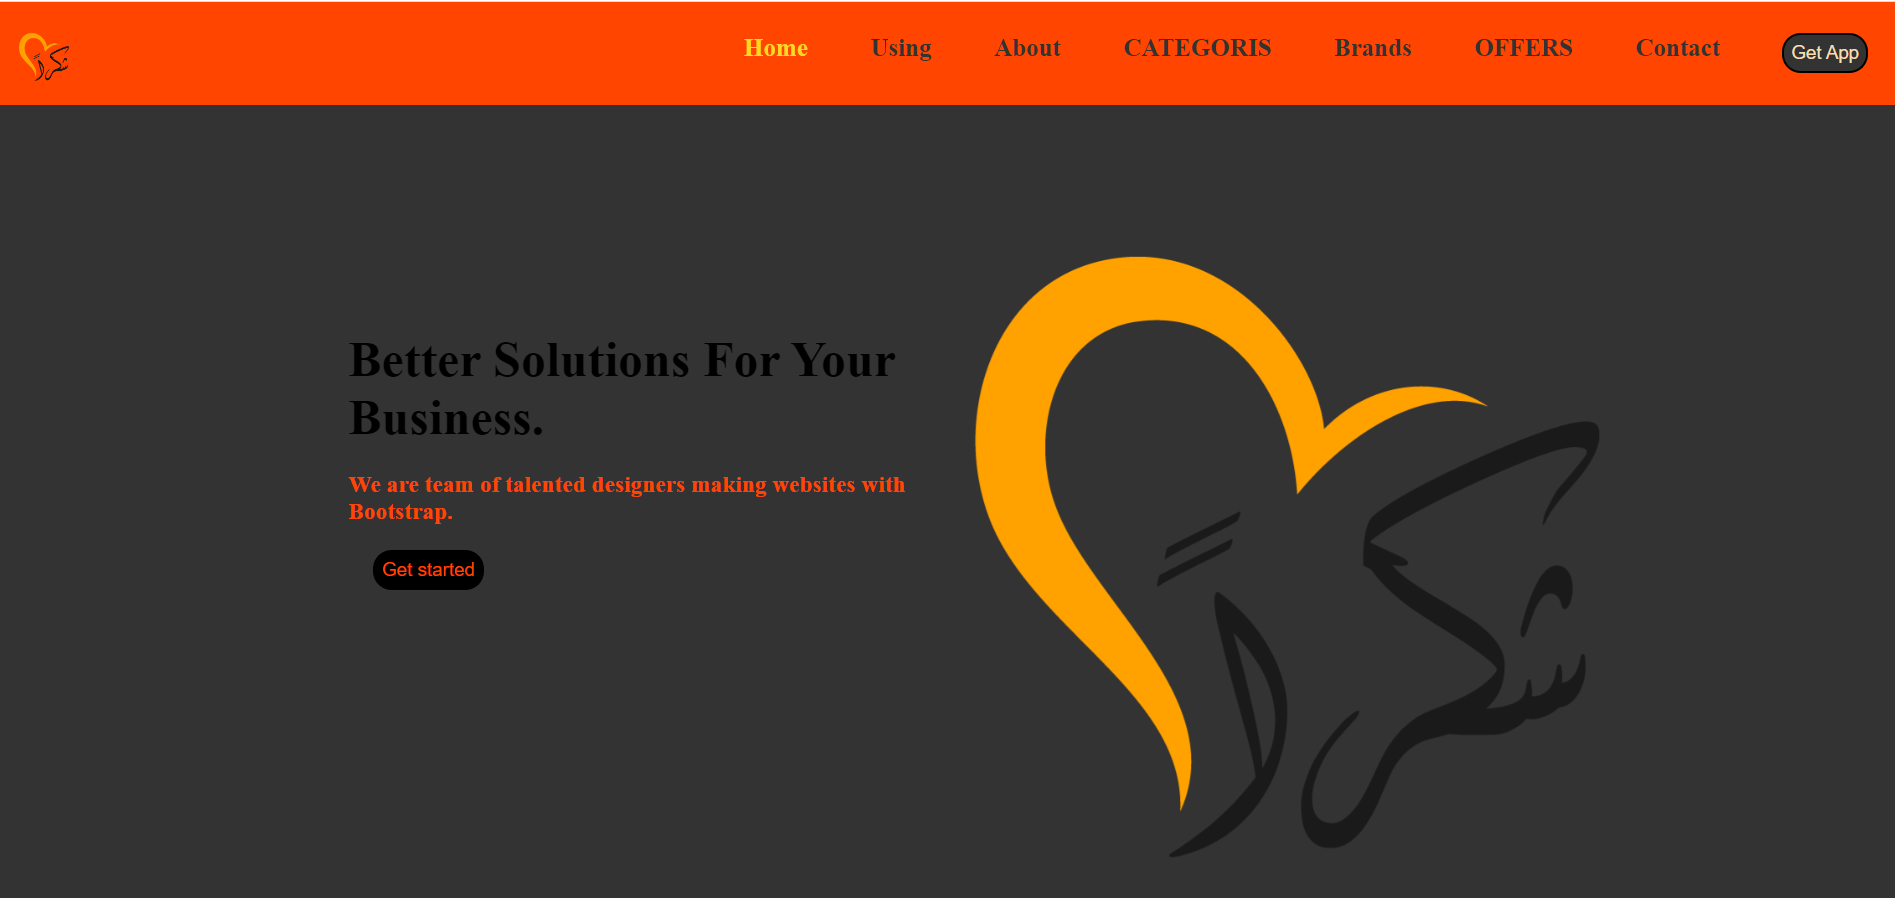 Home Using About CATEGORIS Brands OFFERS Contact Get App
Better Solutions For Your
Business.
We are team of talented designers making websites with
Bootstrap.
Get started
شكراً